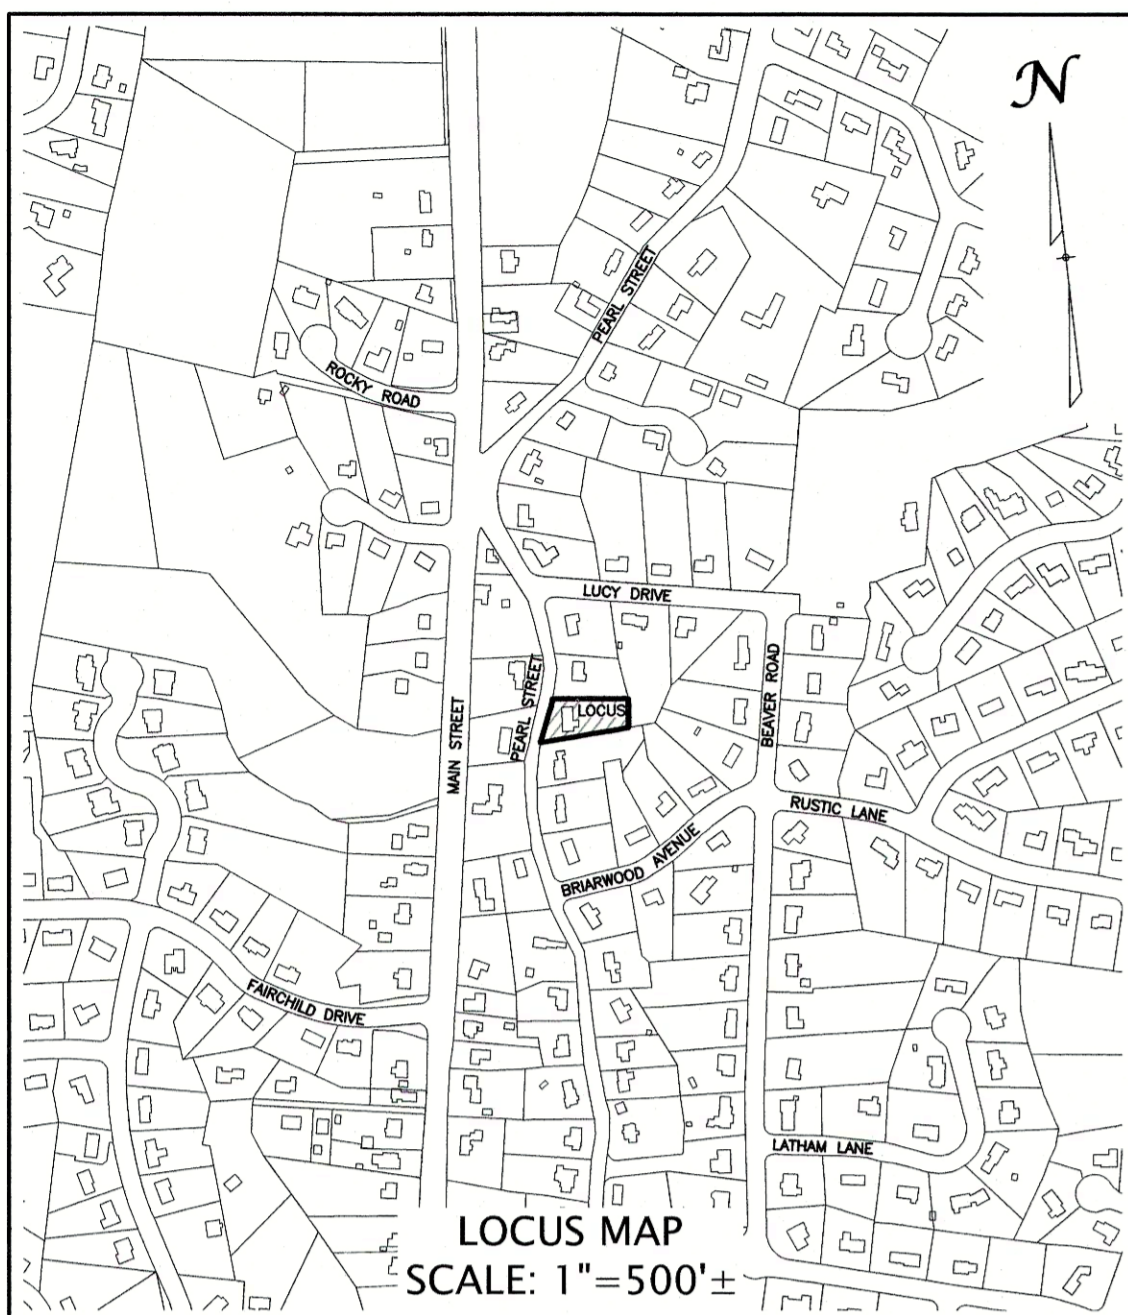 N
PEARL STREET
ROCKY ROAD
LUCY DRIVE
PEARL STREET
LOCUS
MAIN STREET
BEAVER ROAD
RUSTIC LANE
BRIARWOOD AVENUE
FAIRCHILD DRIVE
LATHAM LANE
LOCUS MAP
SCALE: 1"=500'±